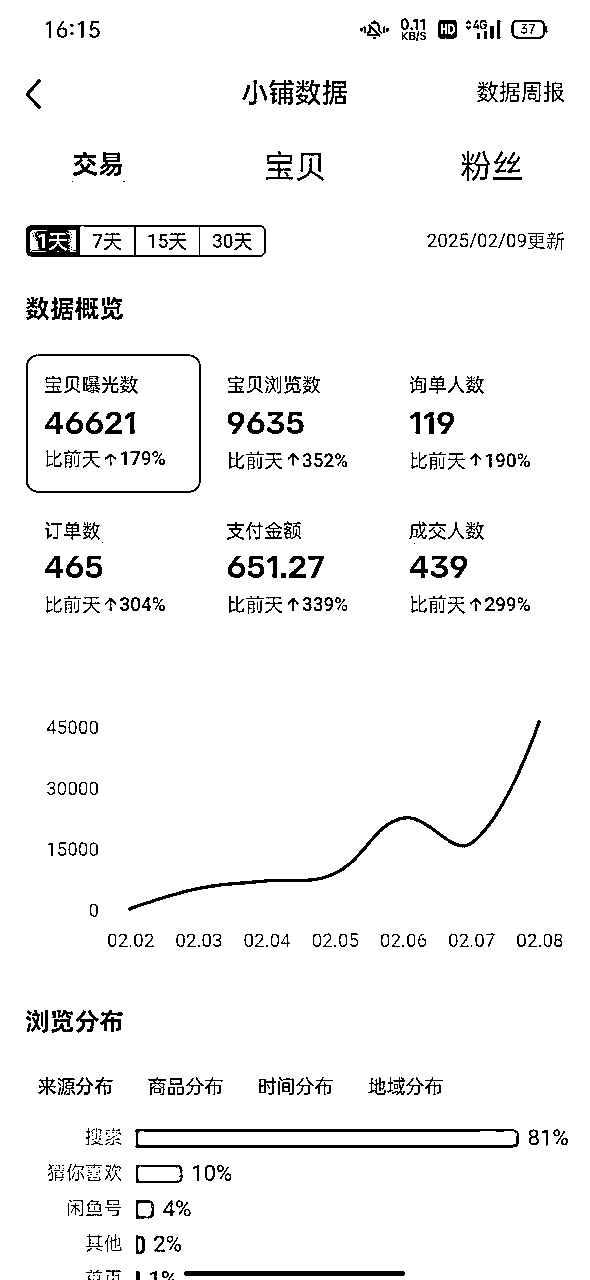 16:15 0.11 KB/S HD 4G 37
小铺数据 数据周报
交易 宝贝 粉丝
1天 7天 15天 30天 2025/02/09更新
数据概览
宝贝曝光数 宝贝浏览数 询单人数
46621 9635 119
比前天↑179% 比前天↑352% 比前天↑190%
订单数 支付金额 成交人数
465 651.27 439
比前天↑304% 比前天↑339% 比前天↑299%
45000
30000
15000
0
02.02 02.03 02.04 02.05 02.06 02.07 02.08
浏览分布
来源分布 商品分布 时间分布 地域分布
搜索 81%
猜你喜欢 10%
闲鱼号 4%
其他 2%
首页 1%